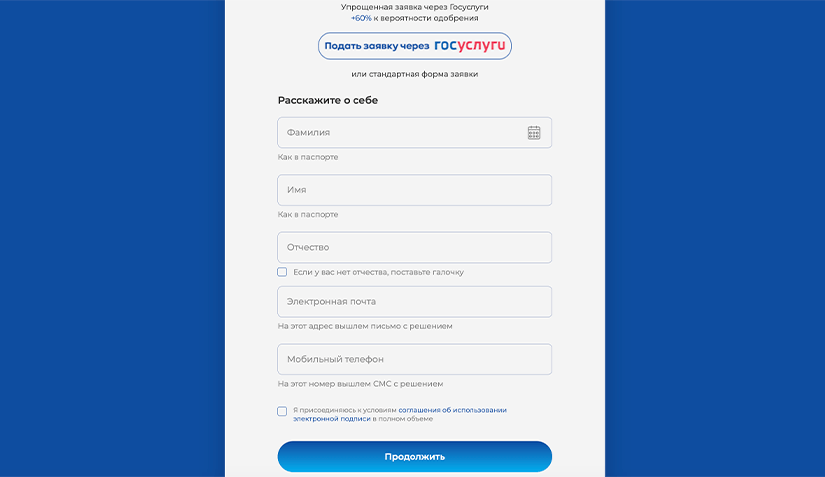 Упрощенная заявка через Госуслуги
+60% к вероятности одобрения
Подать заявку через госуслуги
или стандартная форма заявки
Расскажите о себе
Фамилия
Как в паспорте
Имя
Как в паспорте
Отчество
Если у вас нет отчества, поставьте галочку
Электронная почта
На этот адрес вышлем письмо с решением
Мобильный телефон
На этот номер вышлем СМС с решением
Я присоединяюсь к условиям соглашения об использовании
электронной подписи в полном объеме
Продолжить